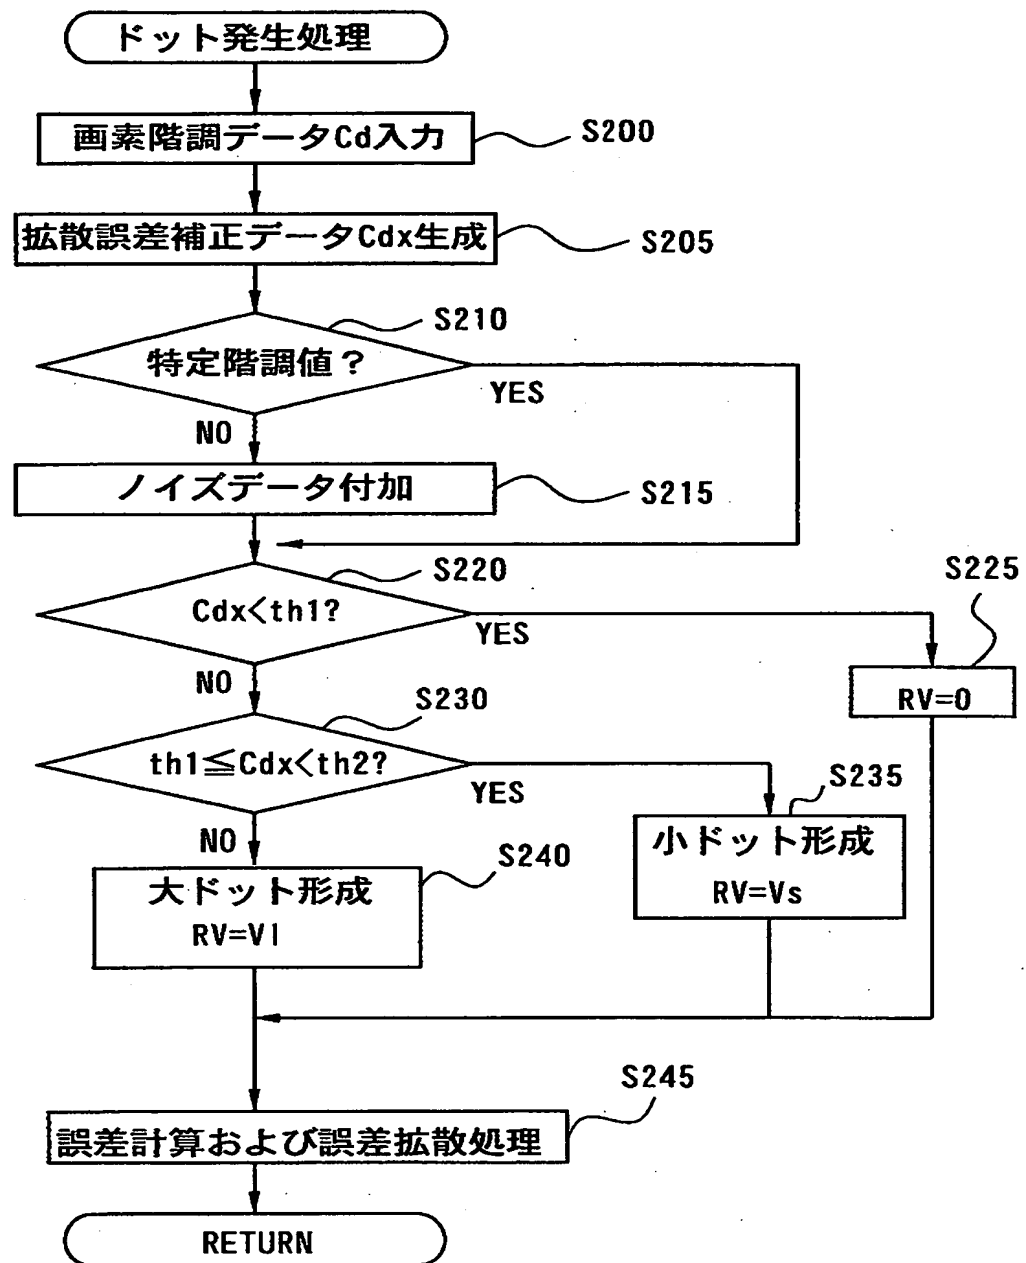 ドット発生処理
画素階調データCd入力
S200
拡散誤差補正データCdx生成
S205
S210
特定階調値?
YES
NO
ノイズデータ付加
S215
S220
Cdx<th1?
YES
S225
NO
RV=0
S230
th1≦Cdx<th2?
YES
S235
小ドット形成
RV=Vs
NO
S240
大ドット形成
RV=Vl
S245
誤差計算および誤差拡散処理
RETURN